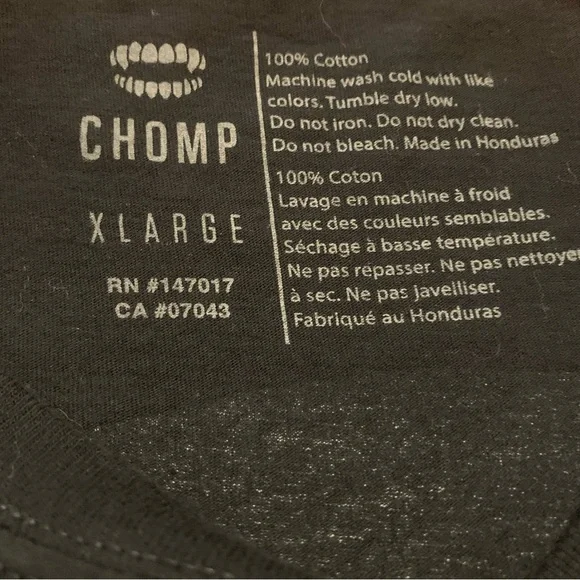 CHOMP
XLARGE
RN #147017
CA #07043
100% Cotton
Machine wash cold with like
colors. Tumble dry low.
Do not iron. Do not dry clean.
Do not bleach. Made in Honduras
100% Coton
Lavage en machine à froid
avec des couleurs semblables.
Séchage à basse température.
Ne pas repasser. Ne pas nettoyer
à sec. Ne pas javelliser.
Fabriqué au Honduras